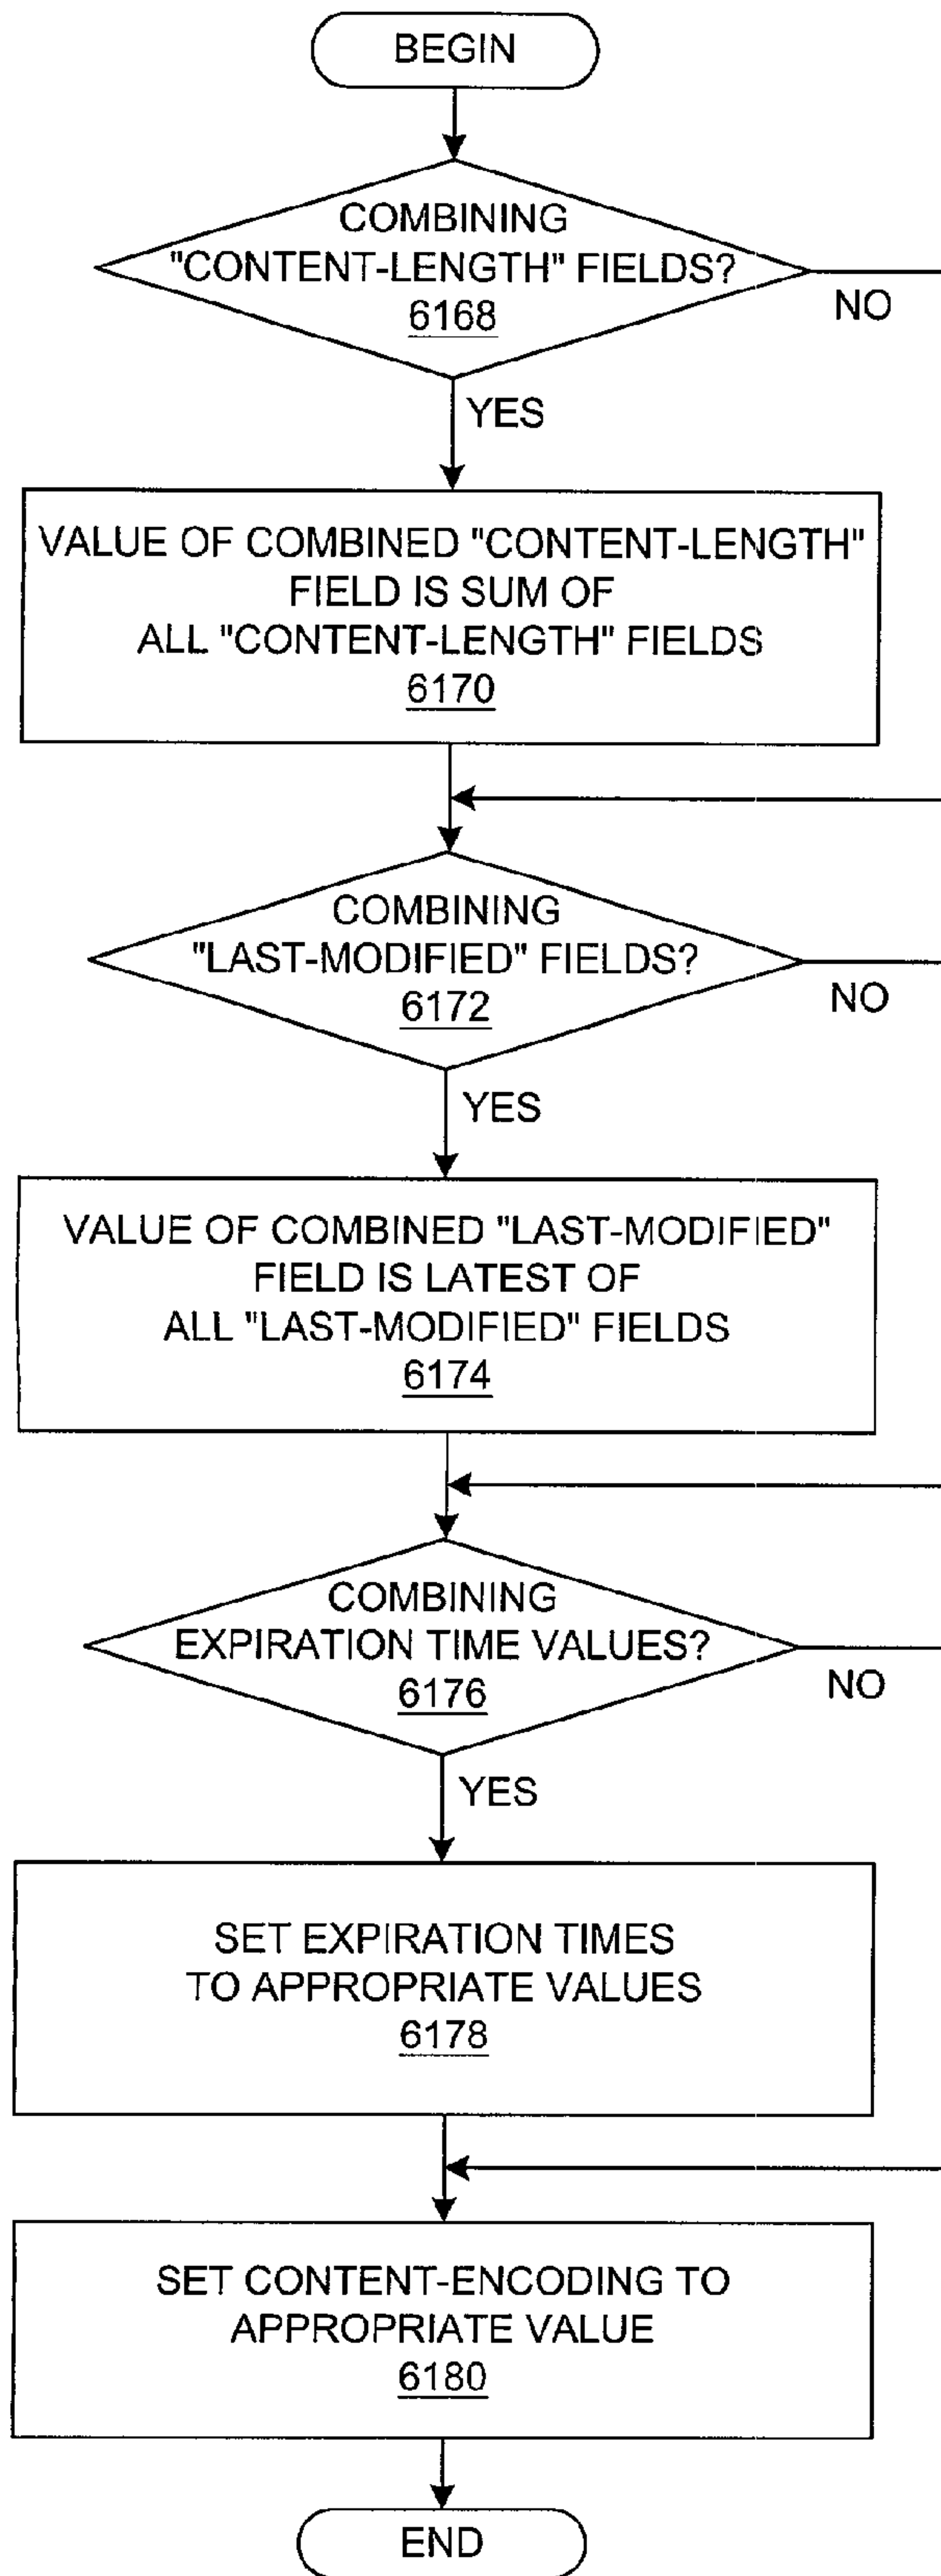 BEGIN
COMBINING
"CONTENT-LENGTH" FIELDS?
6168
NO
YES
VALUE OF COMBINED "CONTENT-LENGTH"
FIELD IS SUM OF
ALL "CONTENT-LENGTH" FIELDS
6170
COMBINING
"LAST-MODIFIED" FIELDS?
6172
NO
YES
VALUE OF COMBINED "LAST-MODIFIED"
FIELD IS LATEST OF
ALL "LAST-MODIFIED" FIELDS
6174
COMBINING
EXPIRATION TIME VALUES?
6176
NO
YES
SET EXPIRATION TIMES
TO APPROPRIATE VALUES
6178
SET CONTENT-ENCODING TO
APPROPRIATE VALUE
6180
END